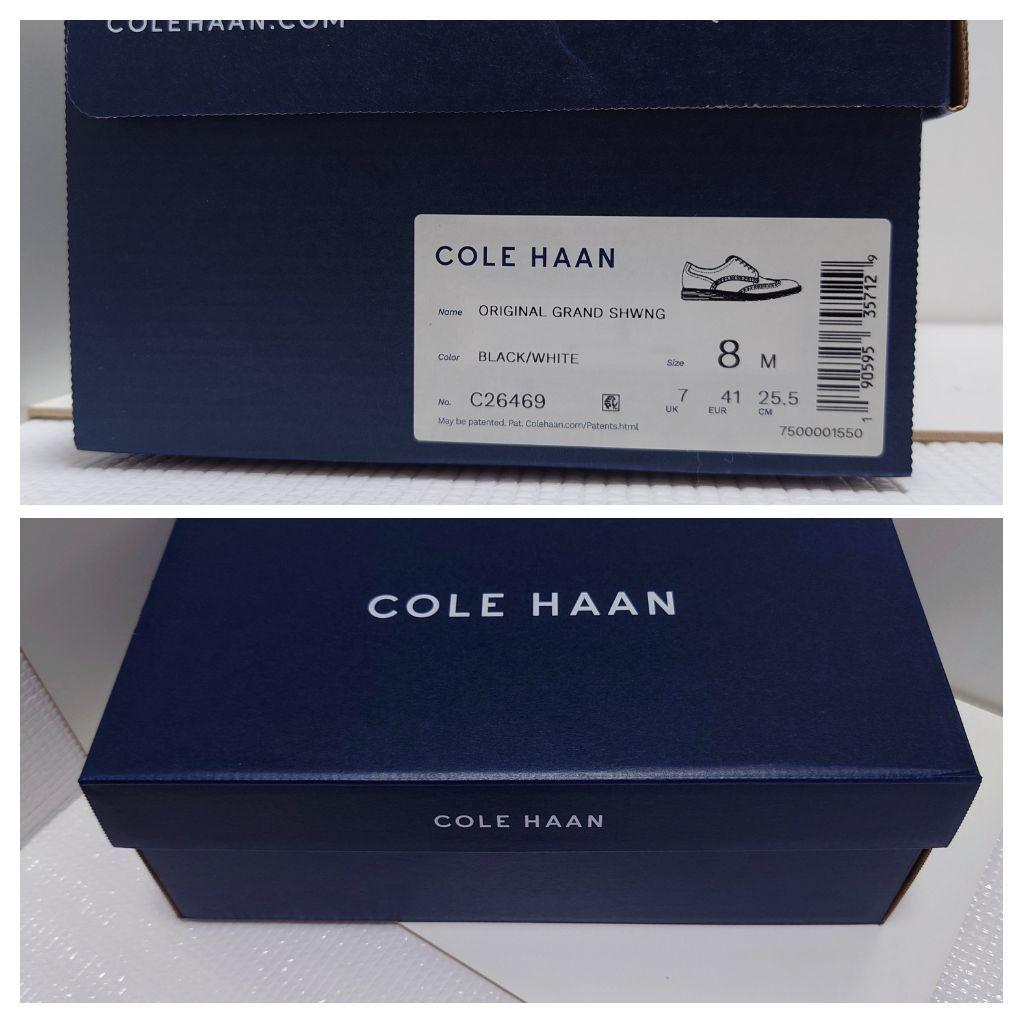 COLEHAAN.COM
COLE HAAN
Name ORIGINAL GRAND SHWNG
Color BLACK/WHITE Size 8 M
No. C26469 7 UK 41 EUR 25.5 CM
May be patented. Pat. Colehaan.com/Patents.html
7500001550
1 90595 35712 9
COLE HAAN
COLE HAAN